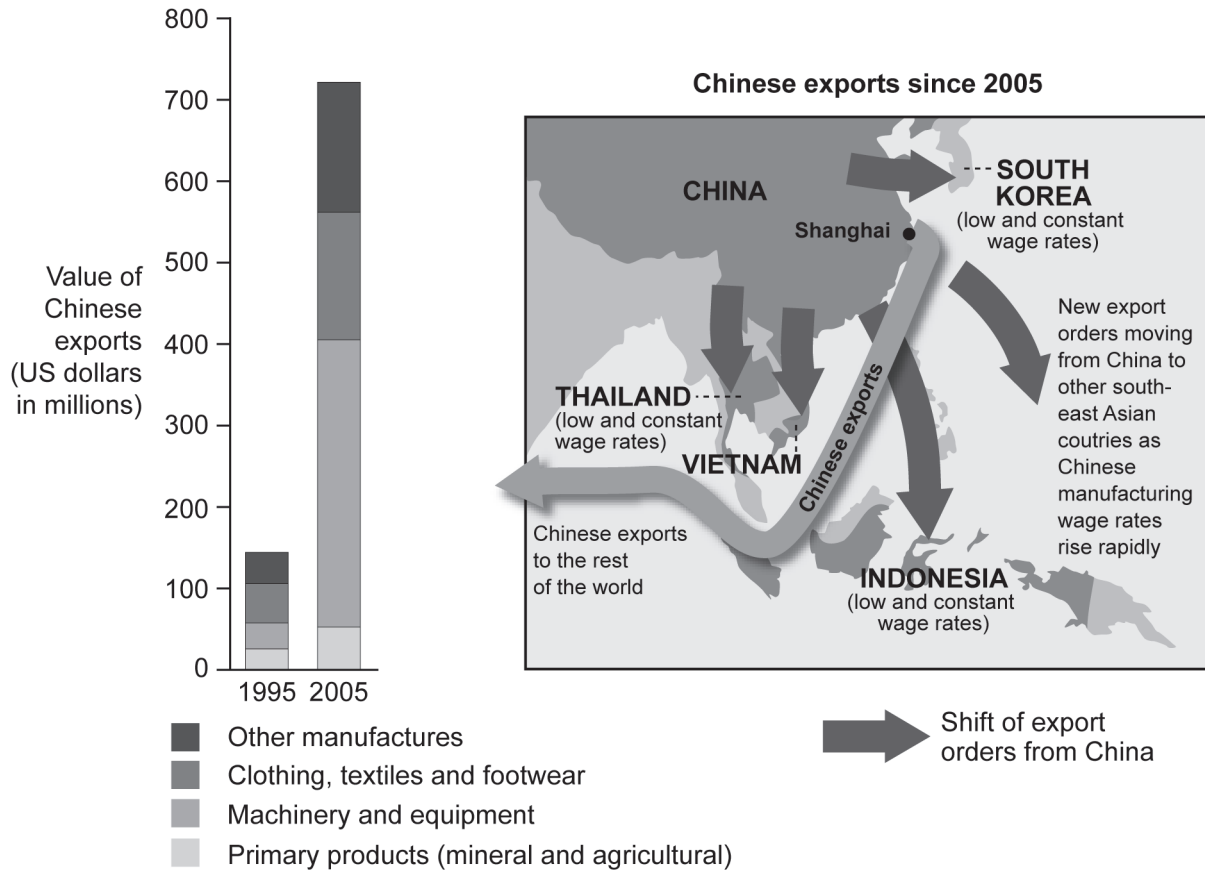 800
700
600
500
400
300
200
100
0
Value of
Chinese
exports
(US dollars
in millions)
1995 2005
Other manufactures
Clothing, textiles and footwear
Machinery and equipment
Primary products (mineral and agricultural)
Chinese exports since 2005
CHINA
Shanghai
SOUTH
KOREA
(low and constant
wage rates)
New export
orders moving
from China to
other south-
east Asian
coutries as
Chinese
manufacturing
wage rates
rise rapidly
THAILAND
(low and constant
wage rates)
VIETNAM
Chinese exports
Chinese exports
to the rest
of the world
INDONESIA
(low and constant
wage rates)
Shift of export
orders from China